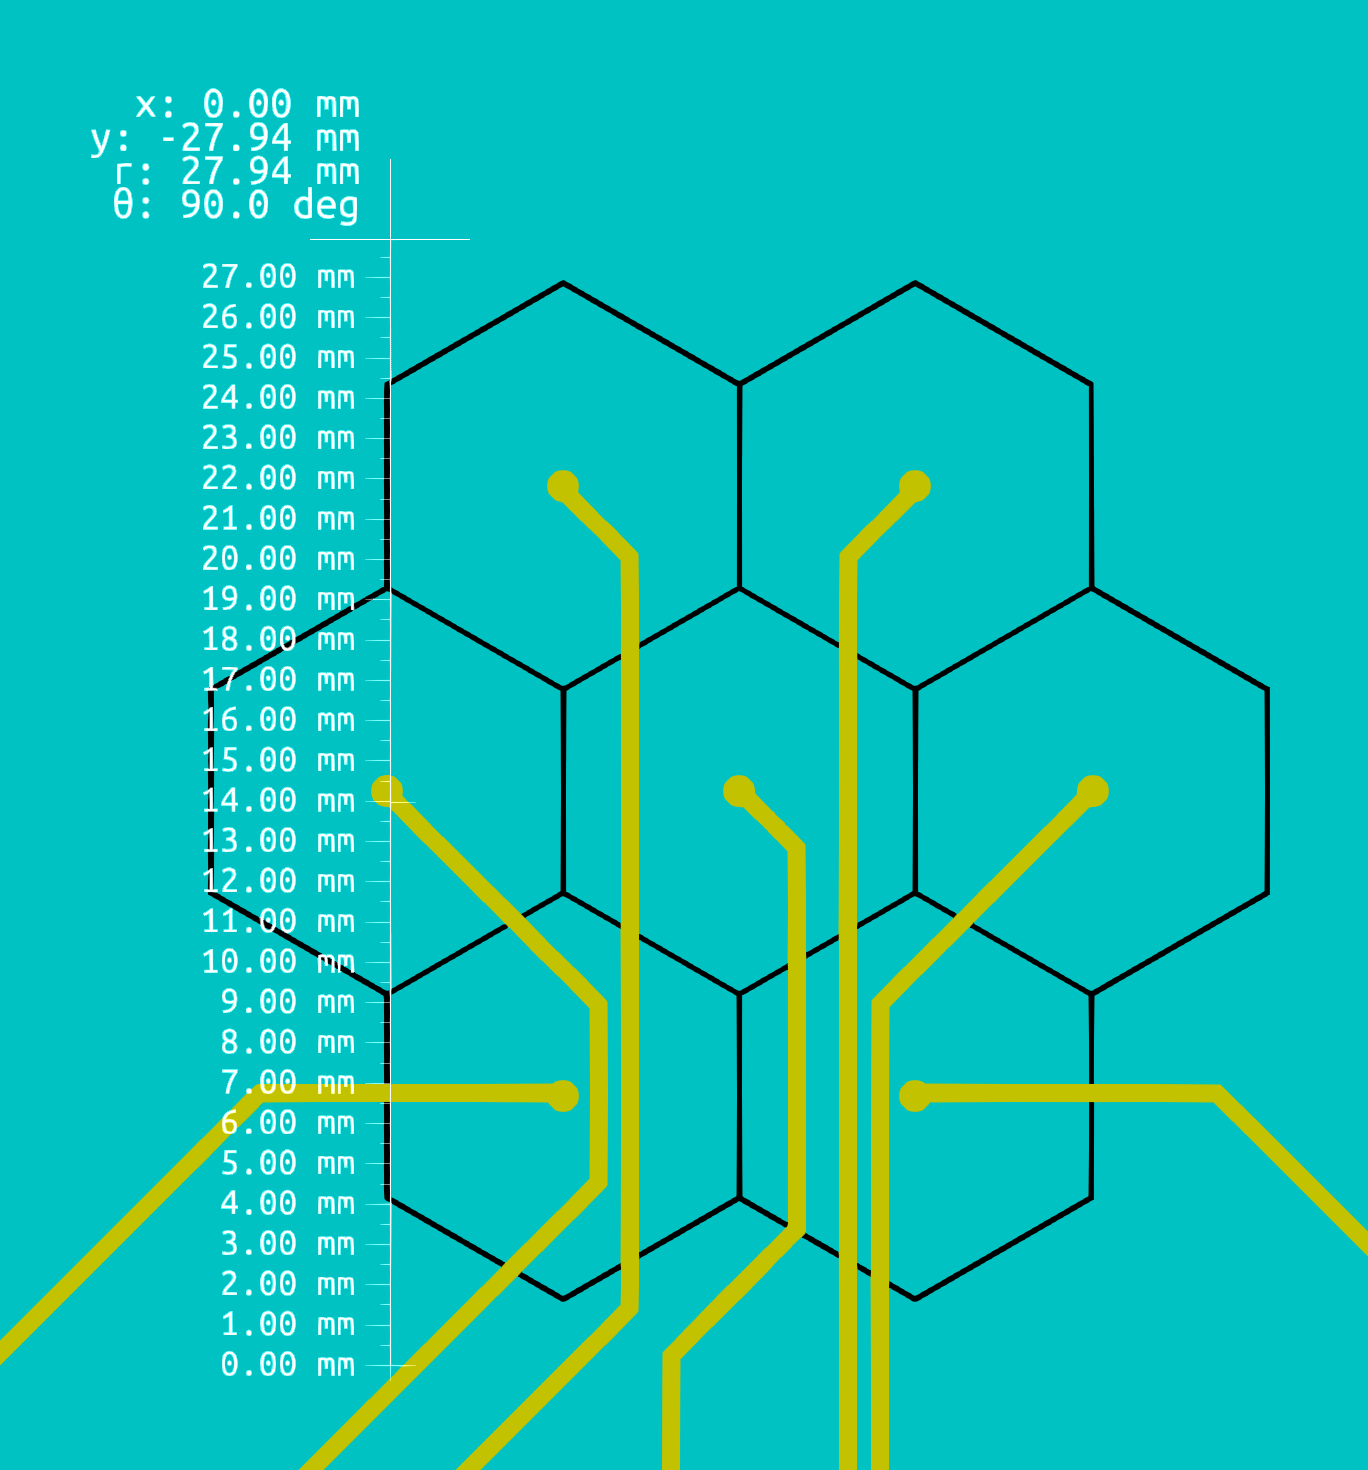 x: 0.00 mm
y: -27.94 mm
r: 27.94 mm
θ: 90.0 deg
27.00 mm
26.00 mm
25.00 mm
24.00 mm
23.00 mm
22.00 mm
21.00 mm
20.00 mm
19.00 mm
18.00 mm
17.00 mm
16.00 mm
15.00 mm
14.00 mm
13.00 mm
12.00 mm
11.00 mm
10.00 mm
9.00 mm
8.00 mm
7.00 mm
6.00 mm
5.00 mm
4.00 mm
3.00 mm
2.00 mm
1.00 mm
0.00 mm